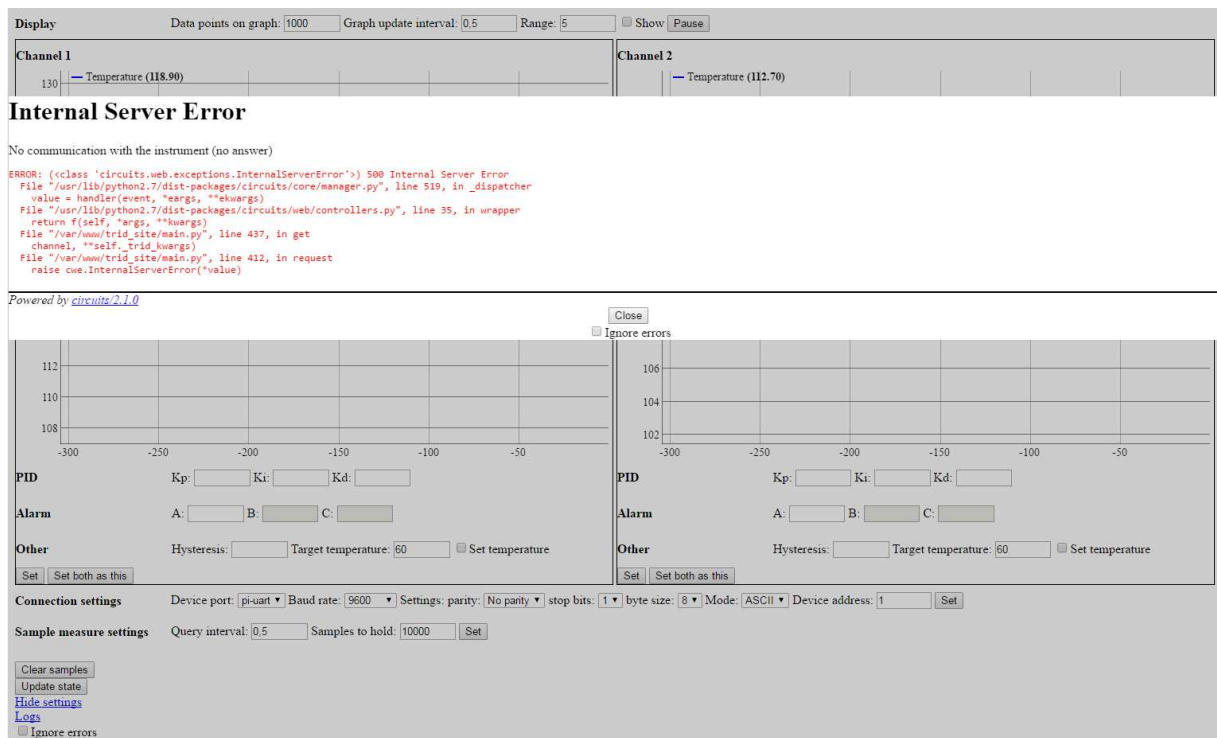 Display Data points on graph: 1000 Graph update interval: 0,5 Range: 5 Show Pause
Channel 1
Temperature (118.90)
130
Channel 2
Temperature (112.70)
Internal Server Error
No communication with the instrument (no answer)
ERROR: (<class 'circuits.web.exceptions.InternalServerError'>) 500 Internal Server Error
File "/usr/lib/python2.7/dist-packages/circuits/core/manager.py", line 519, in _dispatcher
value = handler(event, *eargs, **ekwargs)
File "/usr/lib/python2.7/dist-packages/circuits/web/controllers.py", line 35, in wrapper
return f(self, *args, **kwargs)
File "/var/www/trid_site/main.py", line 437, in get
channel, **self._trid_kwargs)
File "/var/www/trid_site/main.py", line 412, in request
raise cwe.InternalServerError(*value)
Powered by circuits/2.1.0
Close
Ignore errors
112
110
108
-300 -250 -200 -150 -100 -50
PID Kp: Ki: Kd:
Alarm A: B: C:
Other Hysteresis: Target temperature: 60 Set temperature
Set Set both as this
106
104
102
-300 -250 -200 -150 -100 -50
PID Kp: Ki: Kd:
Alarm A: B: C:
Other Hysteresis: Target temperature: 60 Set temperature
Set Set both as this
Connection settings Device port: pi-uart Baud rate: 9600 Settings: parity: No parity stop bits: 1 byte size: 8 Mode: ASCII Device address: 1 Set
Sample measure settings Query interval: 0,5 Samples to hold: 10000 Set
Clear samples
Update state
Hide settings
Logs
Ignore errors